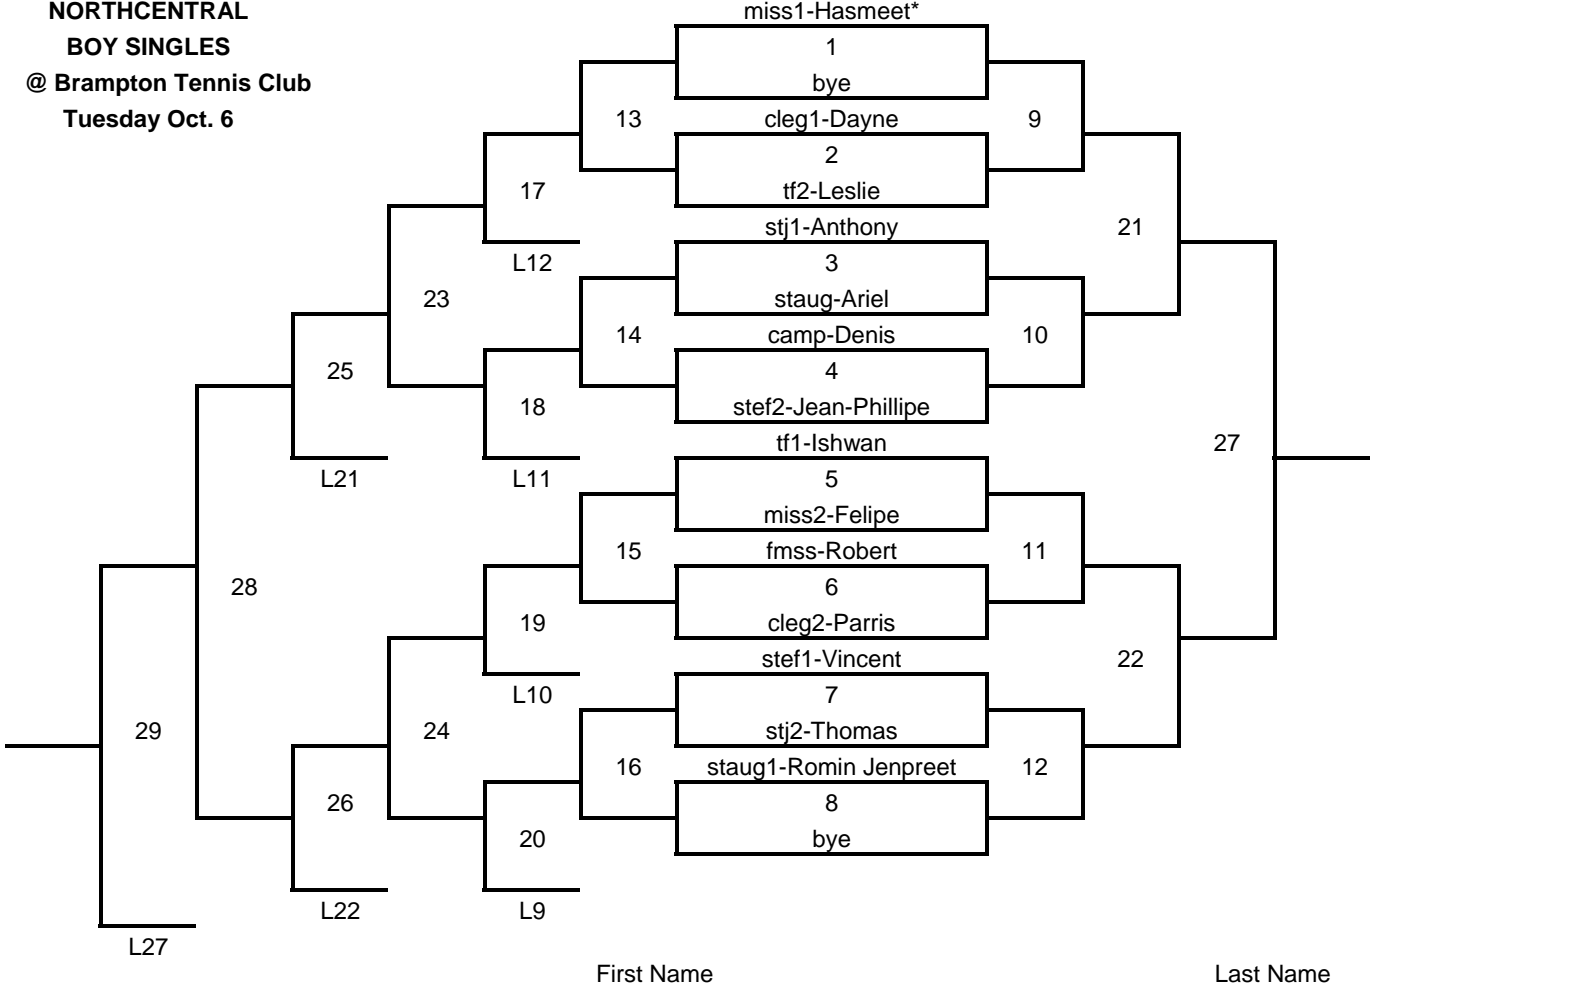 NORTHCENTRAL
BOY SINGLES
@ Brampton Tennis Club
Tuesday Oct. 6
miss1-Hasmeet*
1
bye
13
cleg1-Dayne
9
2
17
tf2-Leslie
stj1-Anthony
21
L12
3
23
staug-Ariel
14
camp-Denis
10
25
4
18
stef2-Jean-Phillipe
tf1-Ishwan
27
L21
L11
5
miss2-Felipe
15
fmss-Robert
11
28
6
19
cleg2-Parris
stef1-Vincent
22
L10
7
29
24
stj2-Thomas
16
staug1-Romin Jenpreet
12
26
8
20
bye
L22
L9
L27
First Name
Last Name